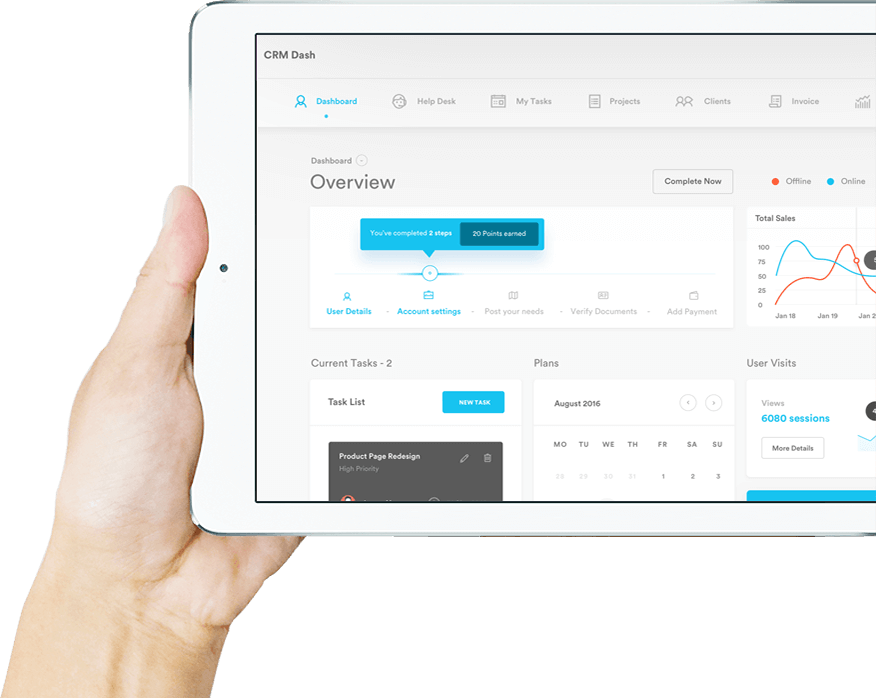 CRM Dash
Dashboard
Help Desk
My Tasks
Projects
Clients
Invoice
Dashboard
Overview
Complete Now
Offline
Online
You've completed 2 steps
20 Points earned
User Details
Account settings
Post your needs
Verify Documents
Add Payment
Total Sales
100
75
50
25
0
Jan 18
Jan 19
Jan 2
Current Tasks - 2
Plans
User Visits
Task List
NEW TASK
Product Page Redesign
High Priority
August 2016
MO TU WE TH FR SA SU
28 29 30 31 1 2 3
Views
6080 sessions
More Details